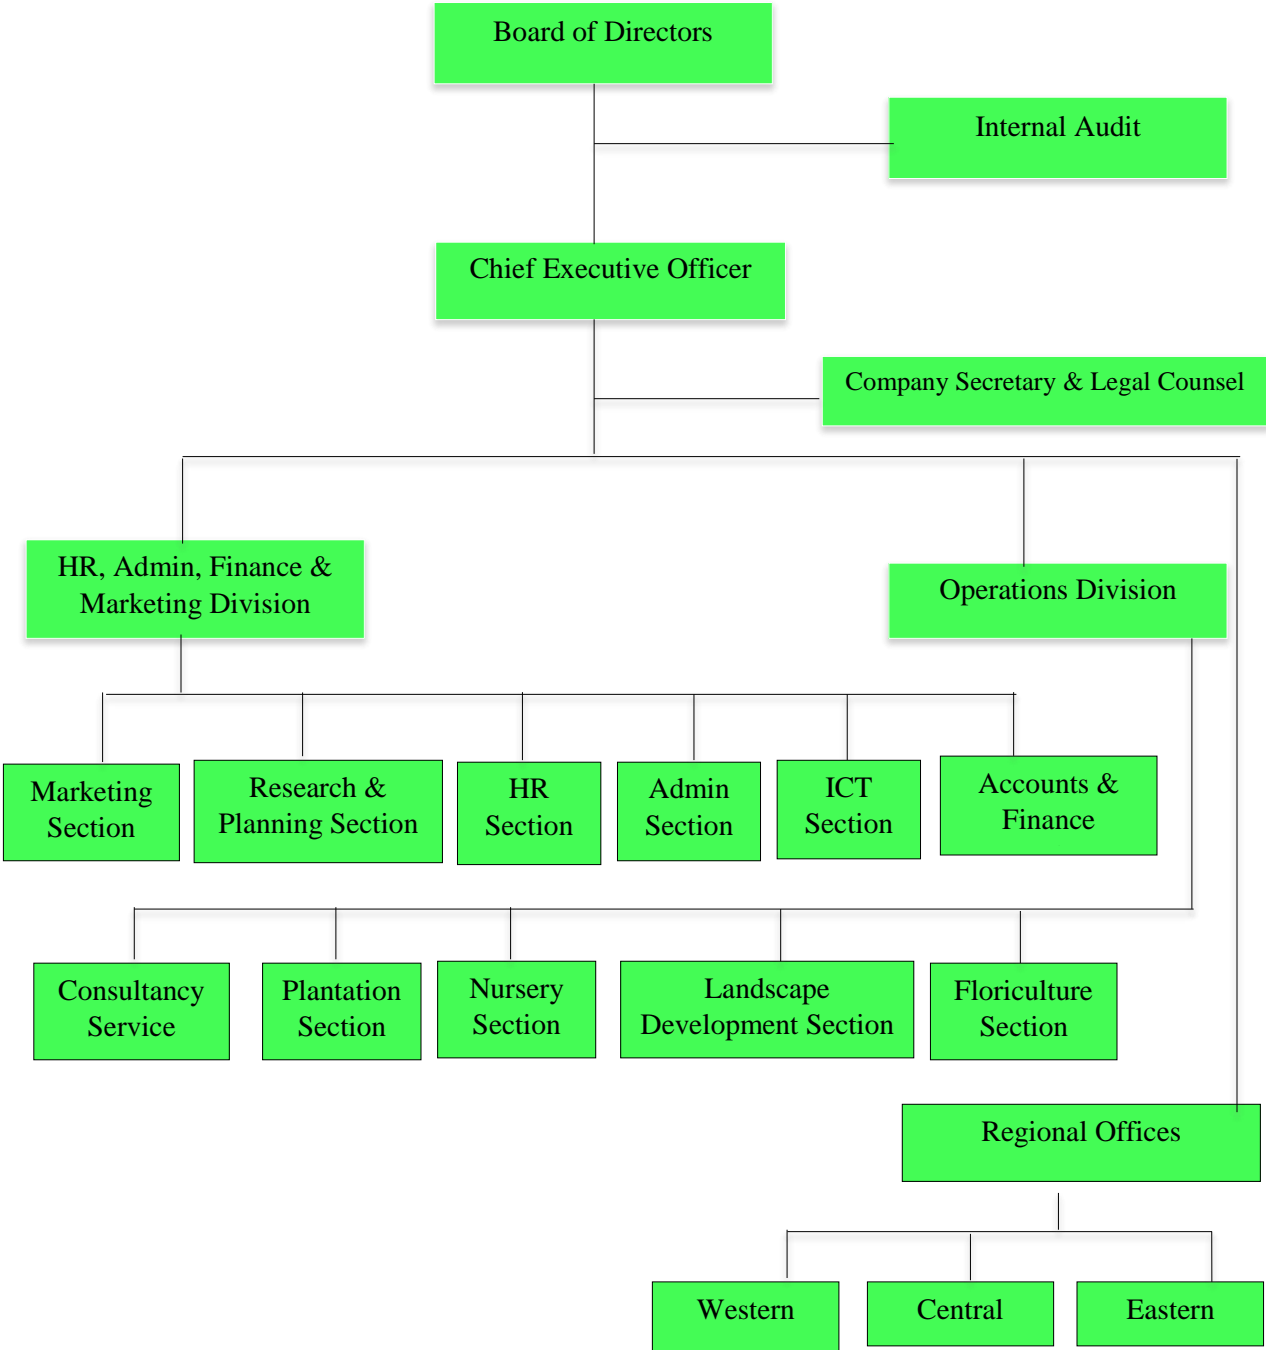 Board of Directors
Internal Audit
Chief Executive Officer
Company Secretary & Legal Counsel
HR, Admin, Finance &
Marketing Division
Operations Division
Marketing
Section
Research &
Planning Section
HR
Section
Admin
Section
ICT
Section
Accounts &
Finance
Consultancy
Service
Plantation
Section
Nursery
Section
Landscape
Development Section
Floriculture
Section
Regional Offices
Western
Central
Eastern